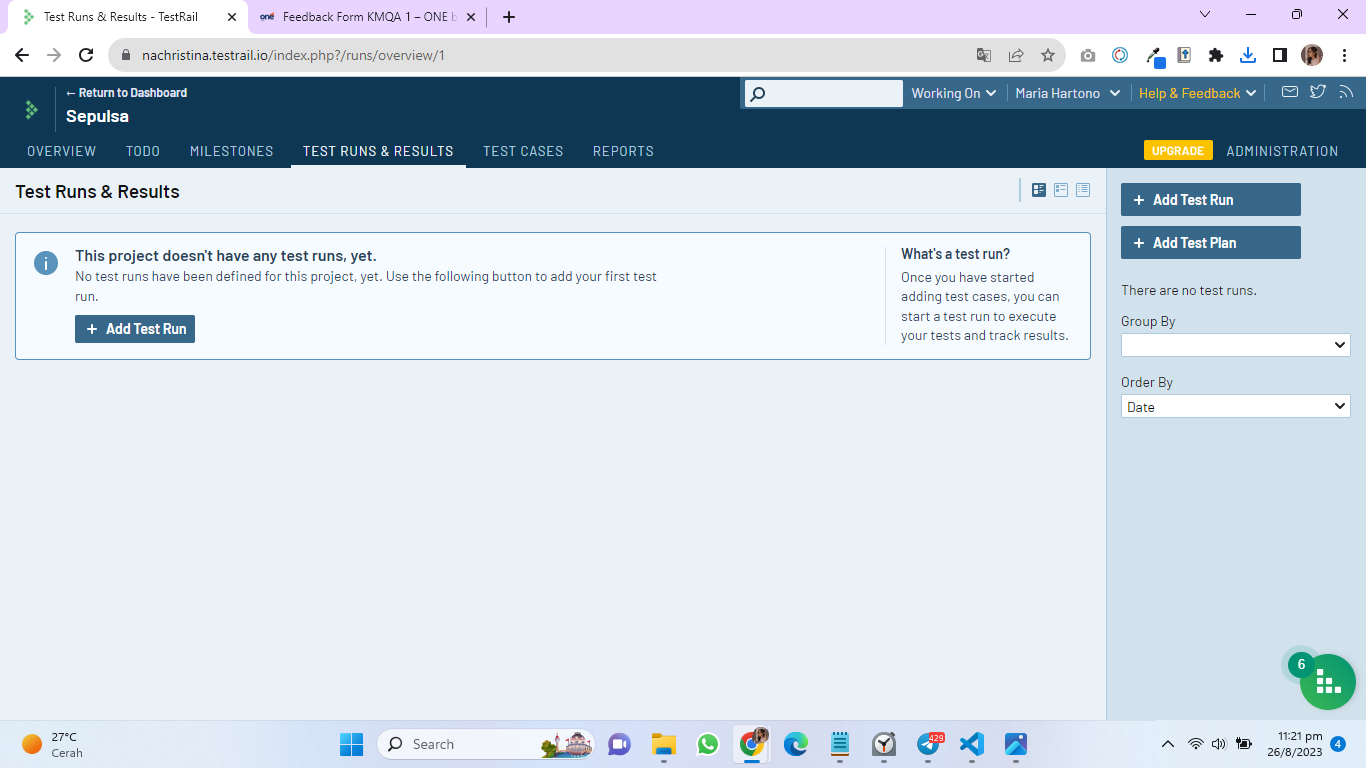 Test Runs & Results - TestRail
oné
Feedback Form KMQA 1 – ONE b
nachristina.testrail.io/index.php?/runs/overview/1
← Return to Dashboard
Sepulsa
Working On
Maria Hartono
Help & Feedback
OVERVIEW
TODO
MILESTONES
TEST RUNS & RESULTS
TEST CASES
REPORTS
UPGRADE
ADMINISTRATION
Test Runs & Results
This project doesn't have any test runs, yet.
No test runs have been defined for this project, yet. Use the following button to add your first test
run.
+ Add Test Run
What's a test run?
Once you have started
adding test cases, you can
start a test run to execute
your tests and track results.
+ Add Test Run
+ Add Test Plan
There are no test runs.
Group By
Order By
Date
6
27°C
Cerah
Search
429
11:21 pm
26/8/2023
4